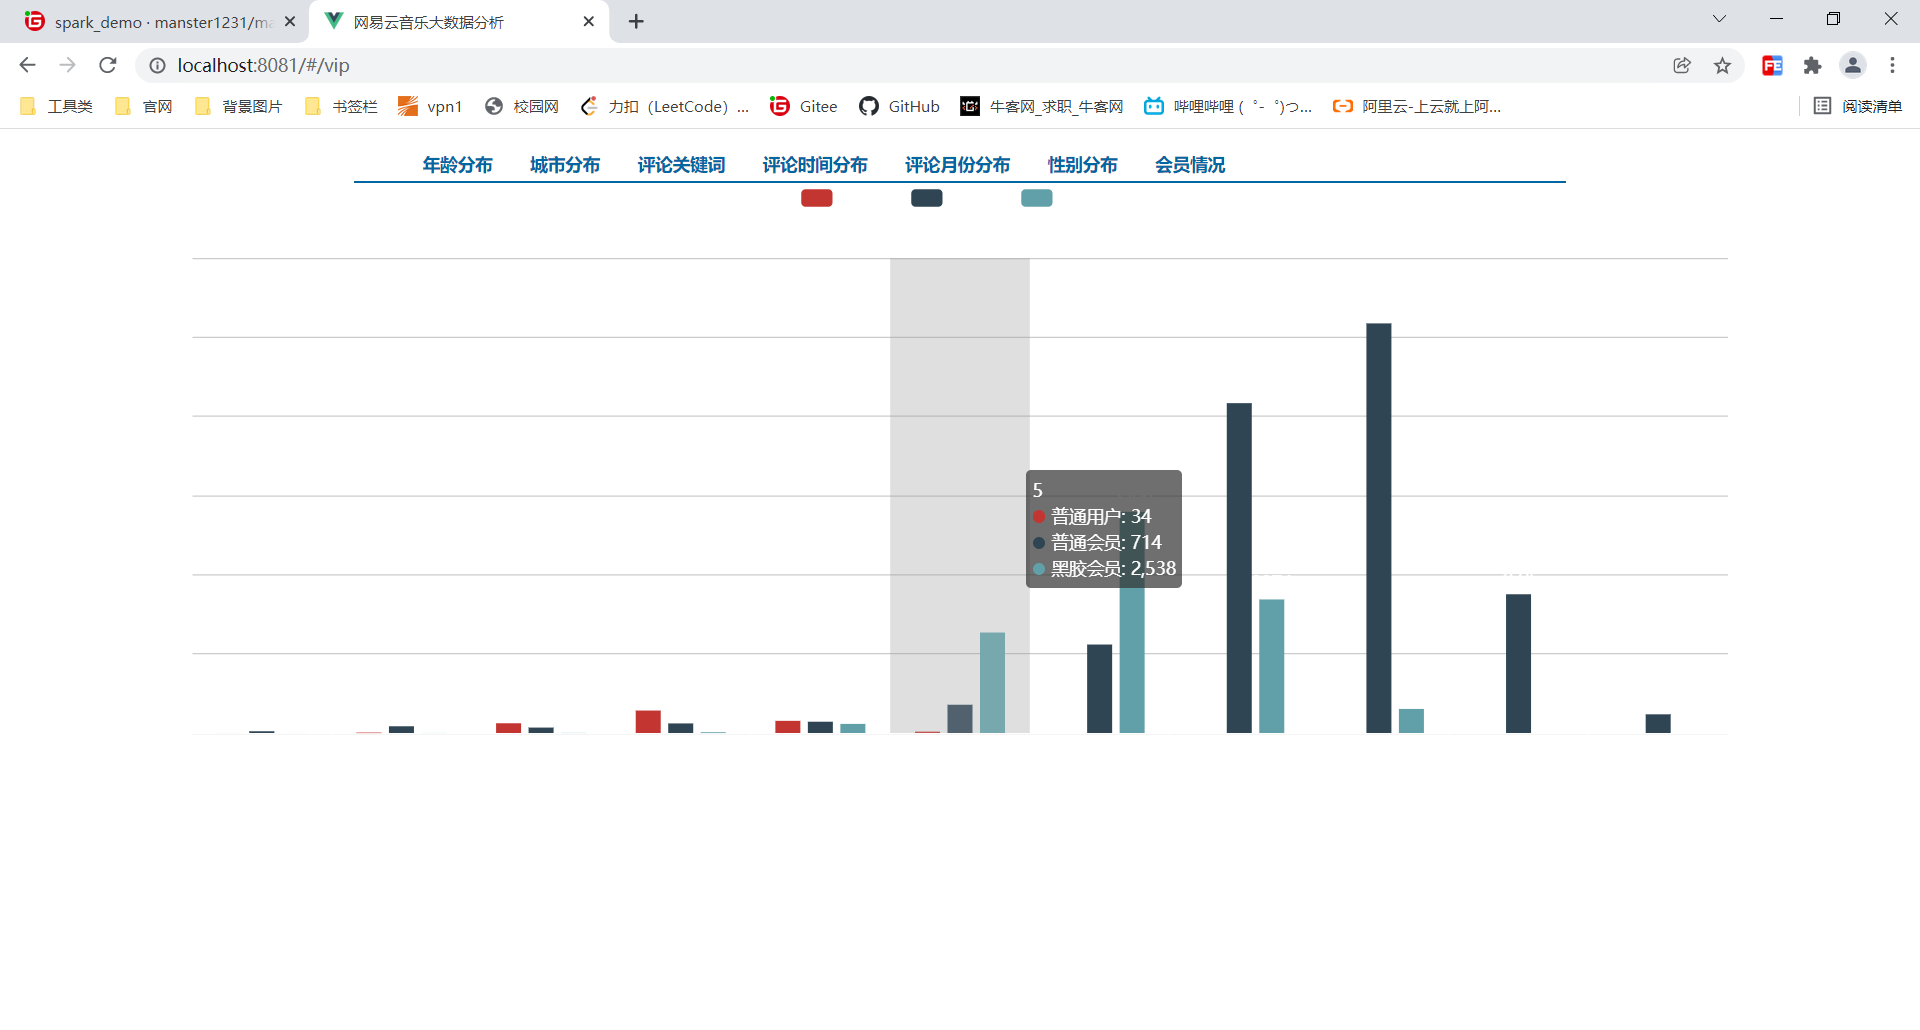 spark_demo · manster1231/ma
网易云音乐大数据分析
localhost:8081/#/vip
工具类
官网
背景图片
书签栏
vpn1
校园网
力扣（LeetCode）...
Gitee
GitHub
牛客网_求职_牛客网
哔哩哔哩 ( ゜- ゜)つ...
阿里云-上云就上阿...
阅读清单
年龄分布
城市分布
评论关键词
评论时间分布
评论月份分布
性别分布
会员情况
5
普通用户: 34
普通会员: 714
黑胶会员: 2,538